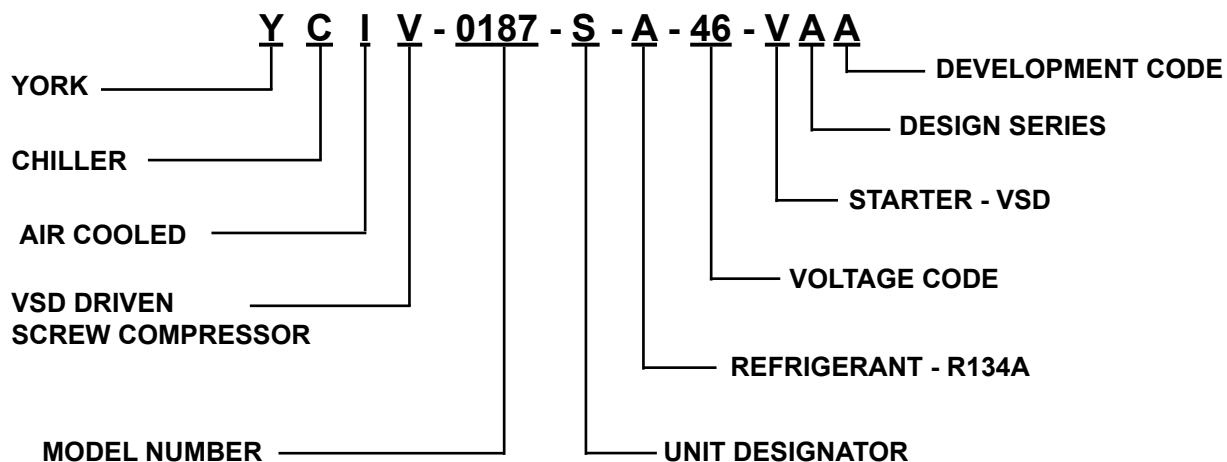 Y C I V - 0187 - S - A - 46 - V A A
YORK
DEVELOPMENT CODE
DESIGN SERIES
CHILLER
STARTER - VSD
AIR COOLED
VOLTAGE CODE
VSD DRIVEN
SCREW COMPRESSOR
REFRIGERANT - R134A
MODEL NUMBER
UNIT DESIGNATOR